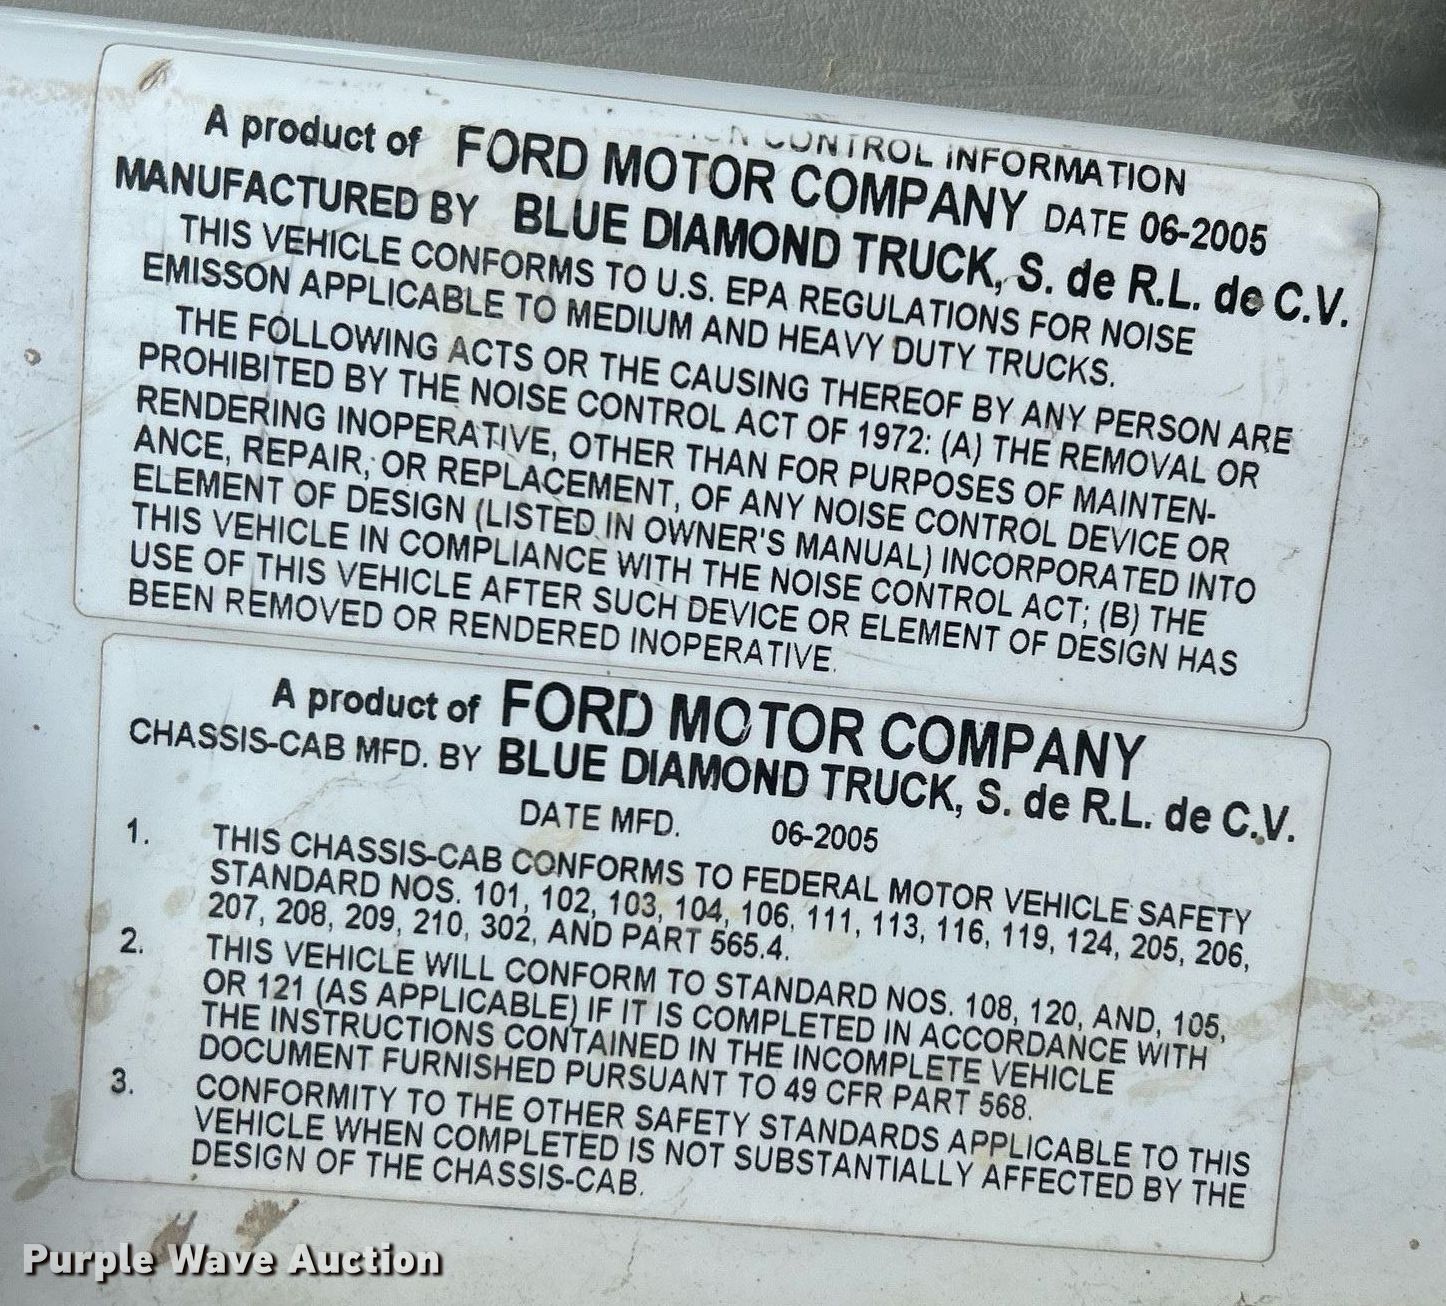 CONTROL INFORMATION
A product of FORD MOTOR COMPANY DATE 06-2005
MANUFACTURED BY BLUE DIAMOND TRUCK, S. de R.L. de C.V.
THIS VEHICLE CONFORMS TO U.S. EPA REGULATIONS FOR NOISE
EMISSON APPLICABLE TO MEDIUM AND HEAVY DUTY TRUCKS.
THE FOLLOWING ACTS OR THE CAUSING THEREOF BY ANY PERSON ARE
PROHIBITED BY THE NOISE CONTROL ACT OF 1972: (A) THE REMOVAL OR
RENDERING INOPERATIVE, OTHER THAN FOR PURPOSES OF MAINTEN-
ANCE, REPAIR, OR REPLACEMENT, OF ANY NOISE CONTROL DEVICE OR
ELEMENT OF DESIGN (LISTED IN OWNER'S MANUAL) INCORPORATED INTO
THIS VEHICLE IN COMPLIANCE WITH THE NOISE CONTROL ACT; (B) THE
USE OF THIS VEHICLE AFTER SUCH DEVICE OR ELEMENT OF DESIGN HAS
BEEN REMOVED OR RENDERED INOPERATIVE.
A product of FORD MOTOR COMPANY
CHASSIS-CAB MFD. BY BLUE DIAMOND TRUCK, S. de R.L. de C.V.
DATE MFD. 06-2005
1. THIS CHASSIS-CAB CONFORMS TO FEDERAL MOTOR VEHICLE SAFETY
STANDARD NOS. 101, 102, 103, 104, 106, 111, 113, 116, 119, 124, 205, 206,
207, 208, 209, 210, 302, AND PART 565.4.
2. THIS VEHICLE WILL CONFORM TO STANDARD NOS. 108, 120, AND, 105,
OR 121 (AS APPLICABLE) IF IT IS COMPLETED IN ACCORDANCE WITH
THE INSTRUCTIONS CONTAINED IN THE INCOMPLETE VEHICLE
DOCUMENT FURNISHED PURSUANT TO 49 CFR PART 568.
3. CONFORMITY TO THE OTHER SAFETY STANDARDS APPLICABLE TO THIS
VEHICLE WHEN COMPLETED IS NOT SUBSTANTIALLY AFFECTED BY THE
DESIGN OF THE CHASSIS-CAB.
Purple Wave Auction